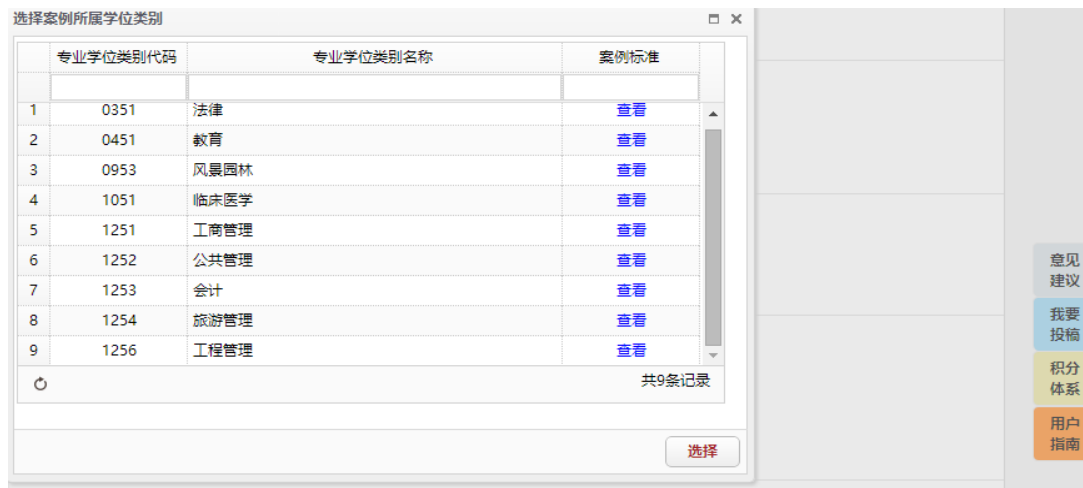 选择案例所属学位类别
专业学位类别代码 专业学位类别名称 案例标准
1 0351 法律 查看
2 0451 教育 查看
3 0953 风景园林 查看
4 1051 临床医学 查看
5 1251 工商管理 查看
6 1252 公共管理 查看
7 1253 会计 查看
8 1254 旅游管理 查看
9 1256 工程管理 查看
共9条记录
选择
意见
建议
我要
投稿
积分
体系
用户
指南